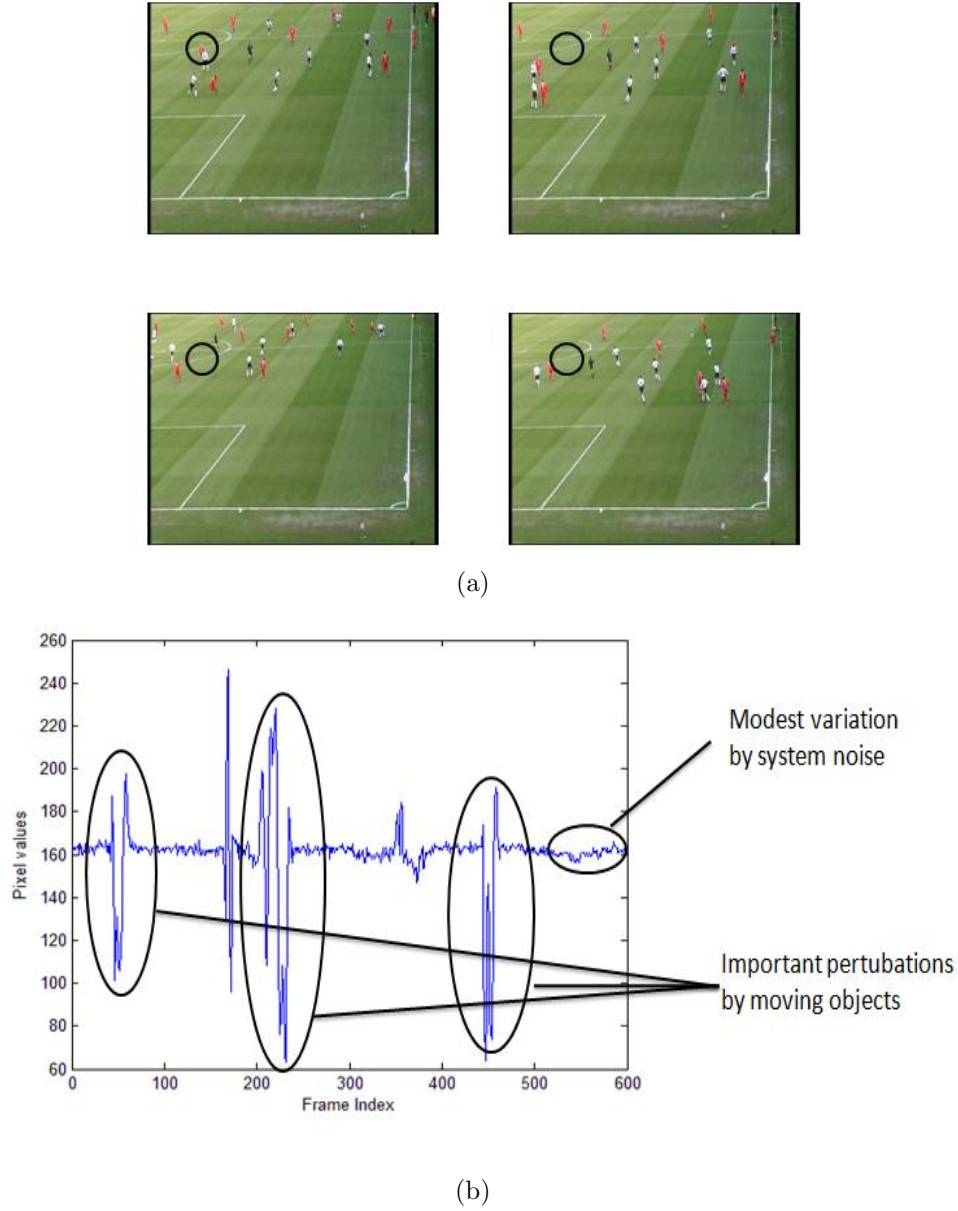 (a)
260
240
220
200
180
160
140
120
100
80
60
Pixel values
0 100 200 300 400 500 600
Frame Index
Modest variation
by system noise
Important pertubations
by moving objects
(b)